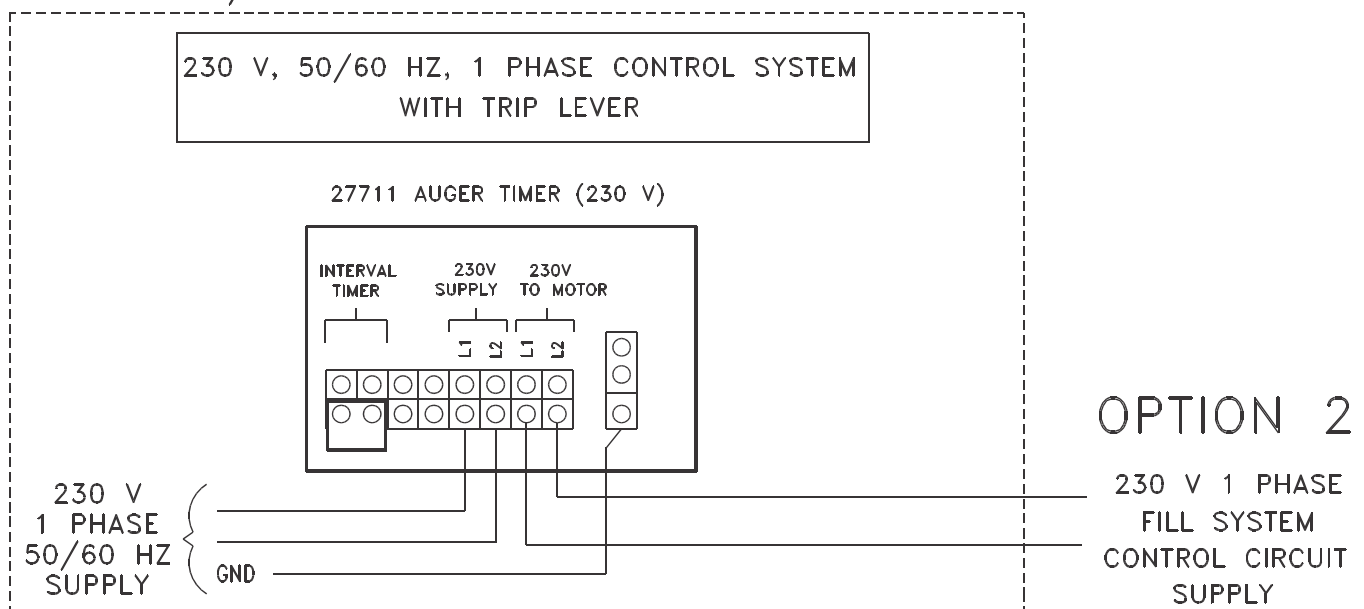 230 V, 50/60 HZ, 1 PHASE CONTROL SYSTEM
WITH TRIP LEVER
27711 AUGER TIMER (230 V)
INTERVAL
TIMER
230V
SUPPLY
230V
TO MOTOR
L1
L2
L1
L2
OPTION 2
230 V
1 PHASE
50/60 HZ
SUPPLY
GND
230 V 1 PHASE
FILL SYSTEM
CONTROL CIRCUIT
SUPPLY